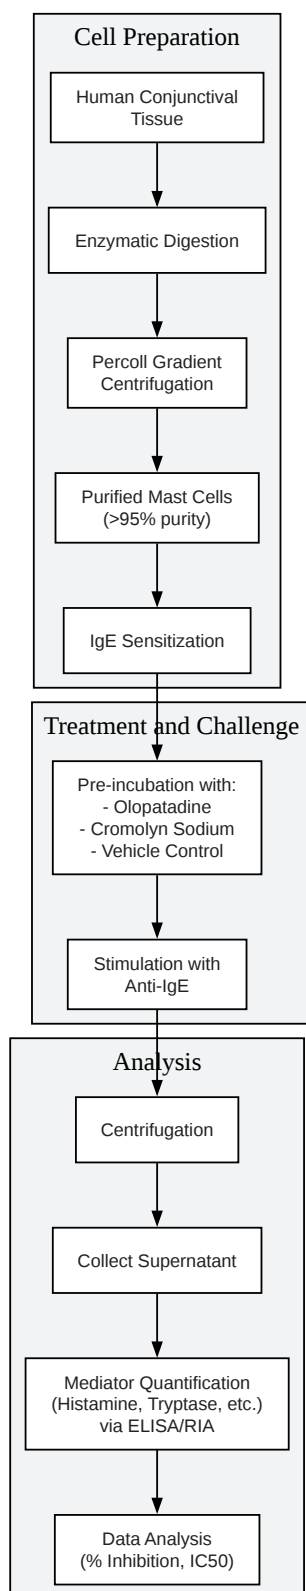 Cell Preparation
Human Conjunctival
Tissue
Enzymatic Digestion
Percoll Gradient
Centrifugation
Purified Mast Cells
(>95% purity)
IgE Sensitization
Treatment and Challenge
Pre-incubation with:
- Olopatadine
- Cromolyn Sodium
- Vehicle Control
Stimulation with
Anti-IgE
Analysis
Centrifugation
Collect Supernatant
Mediator Quantification
(Histamine, Tryptase, etc.)
via ELISA/RIA
Data Analysis
(% Inhibition, IC50)